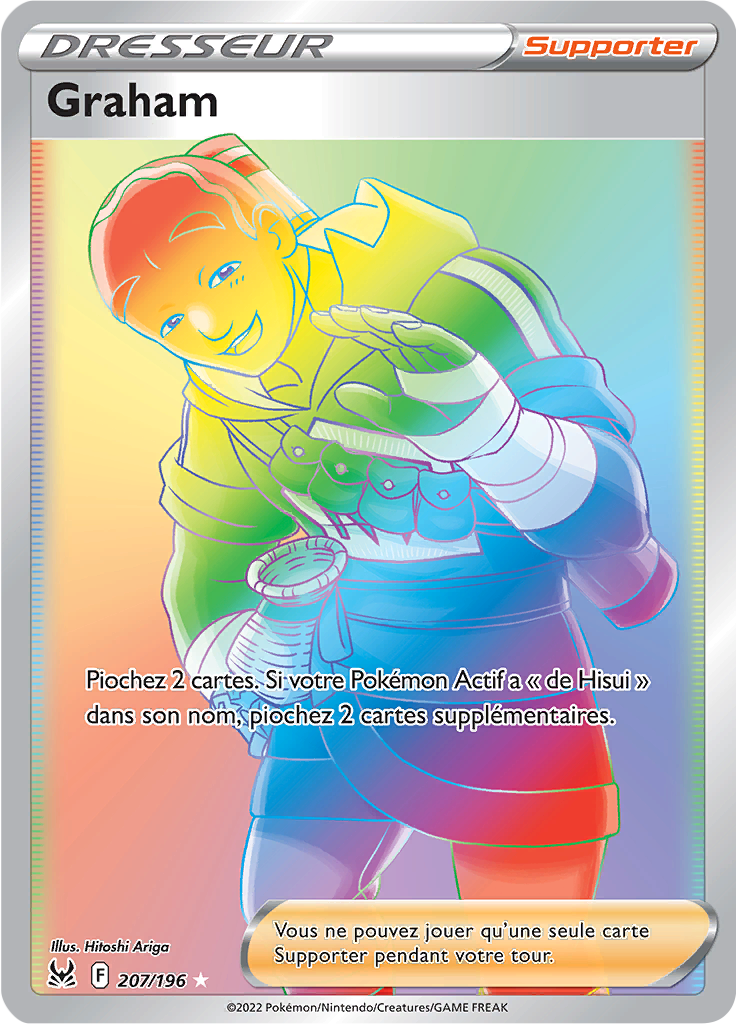 DRESSEUR
Supporter
Graham
Piochez 2 cartes. Si votre Pokémon Actif a « de Hisui »
dans son nom, piochez 2 cartes supplémentaires.
Vous ne pouvez jouer qu'une seule carte
Supporter pendant votre tour.
Illus. Hitoshi Ariga
F 207/196
©2022 Pokémon/Nintendo/Creatures/GAME FREAK